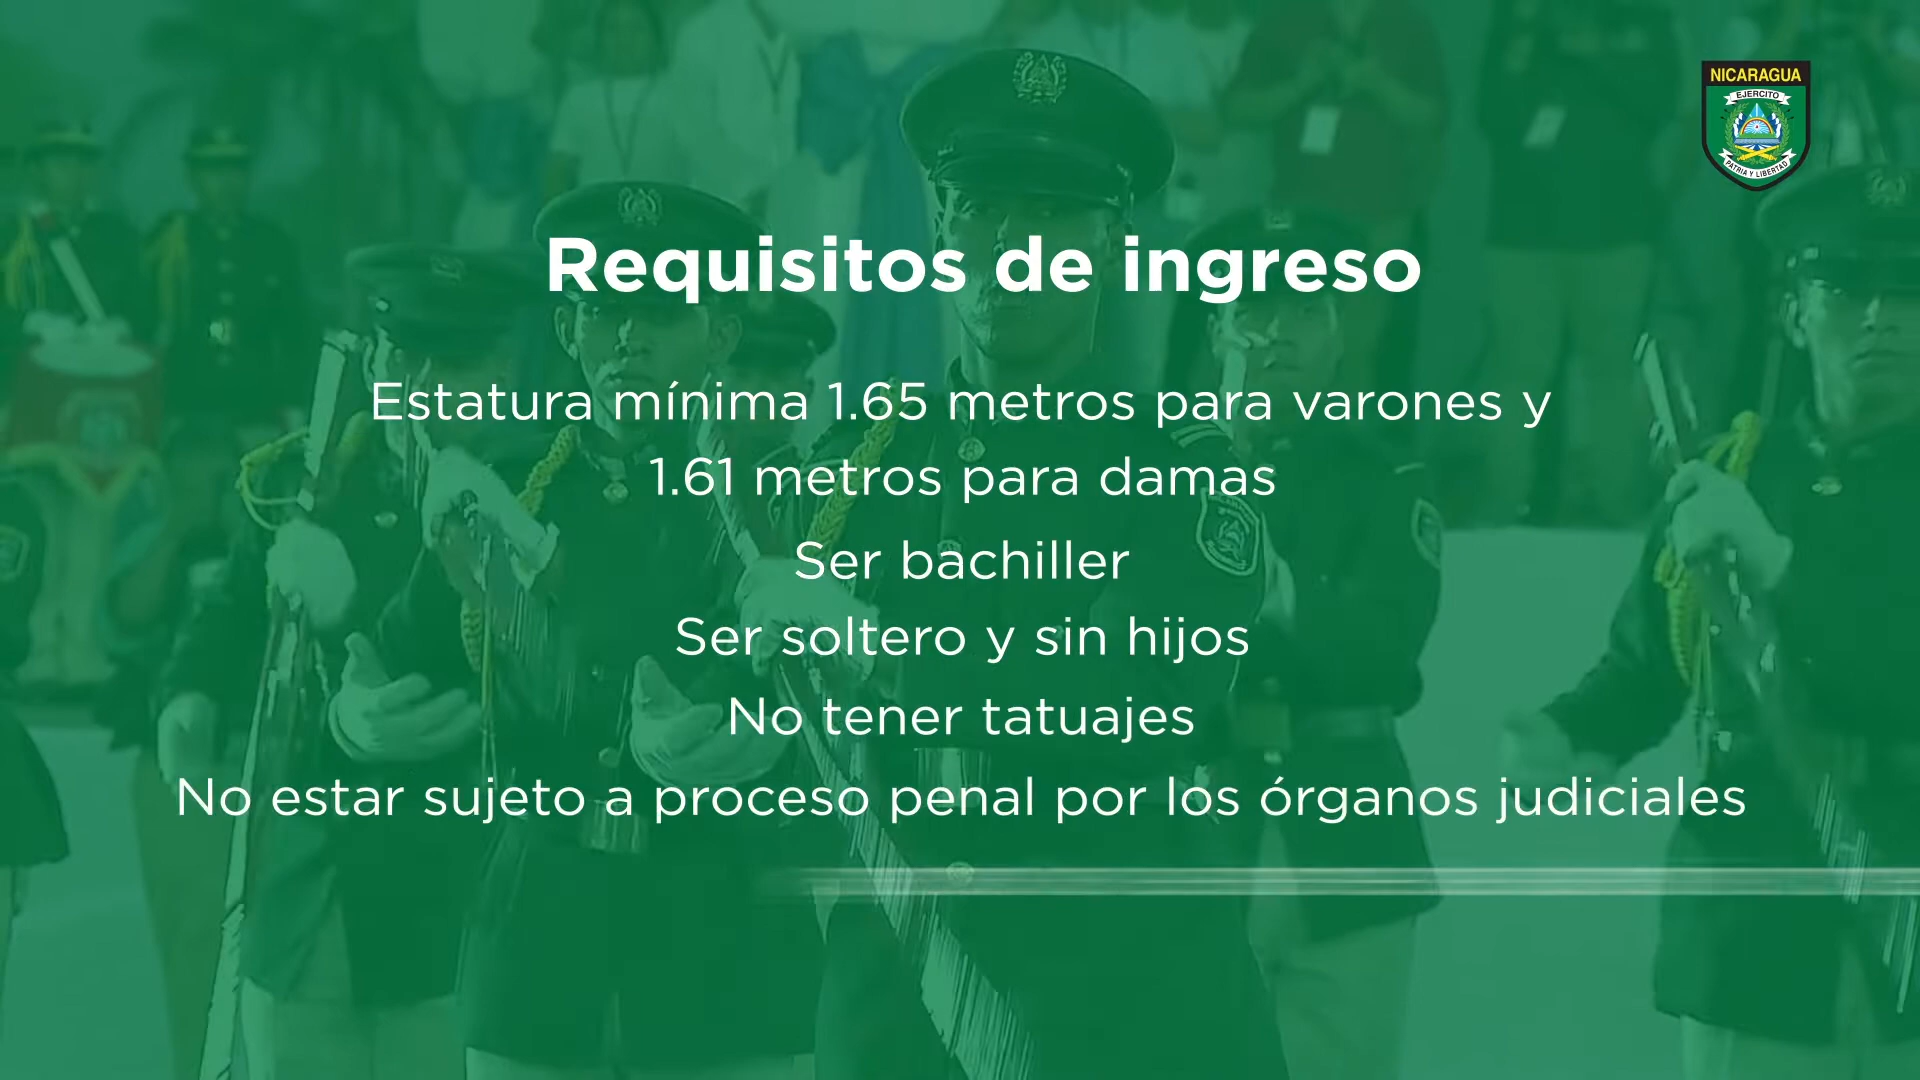 NICARAGUA
EJERCITO
PATRIA Y LIBERTAD
Requisitos de ingreso
Estatura mínima 1.65 metros para varones y
1.61 metros para damas
Ser bachiller
Ser soltero y sin hijos
No tener tatuajes
No estar sujeto a proceso penal por los órganos judiciales